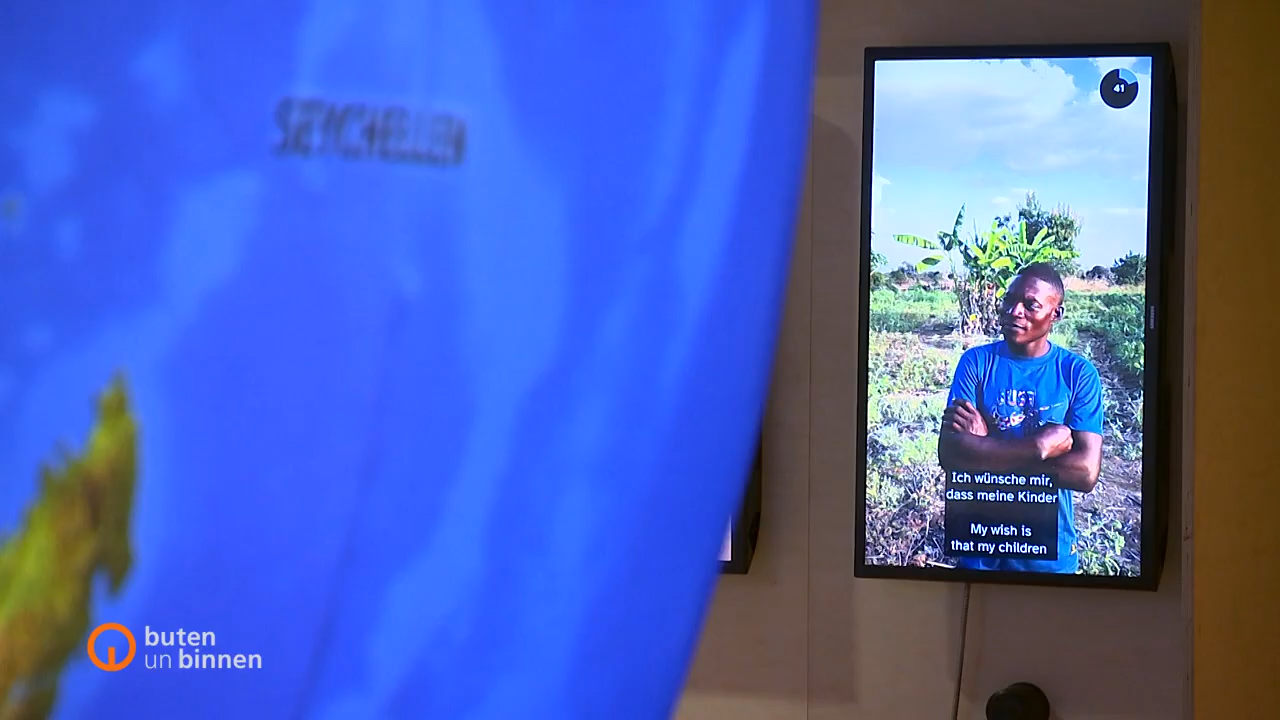 SEYCHELLEN
41
Ich wünsche mir,
dass meine Kinder
My wish is
that my children
buten
un binnen